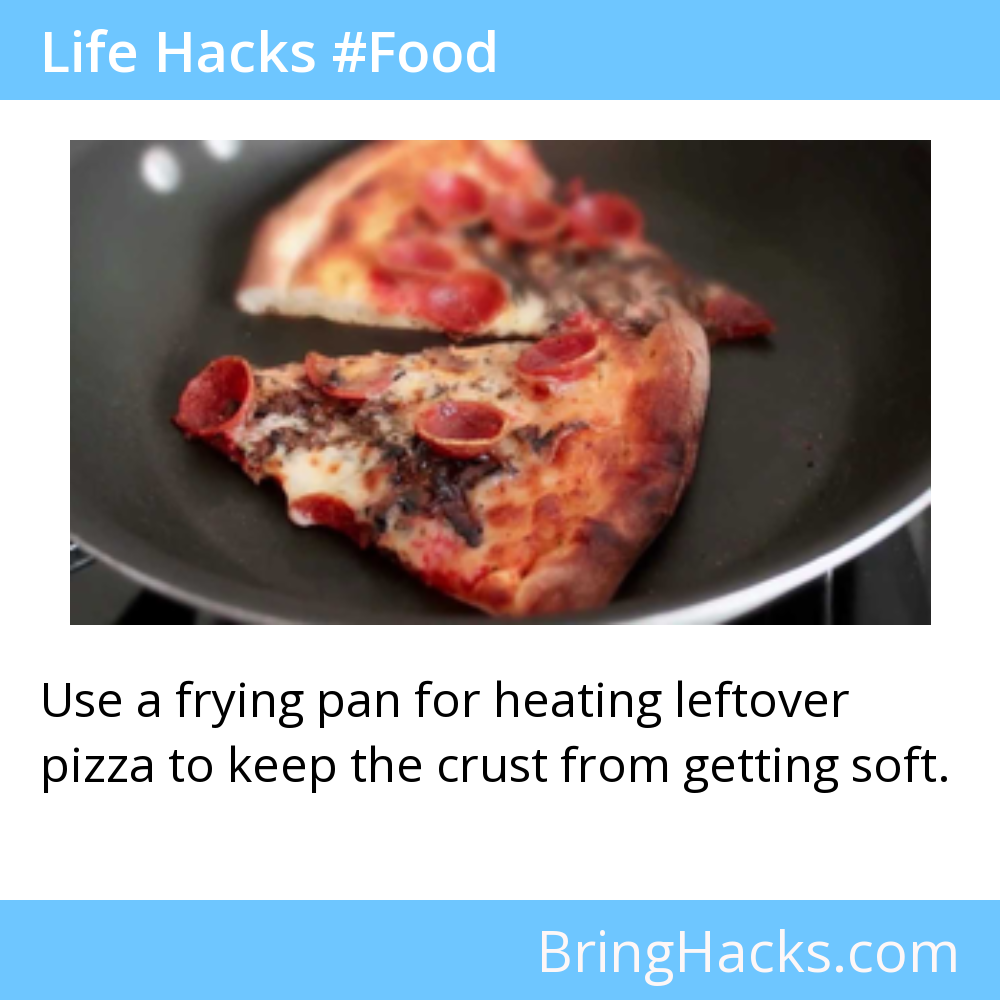 Life Hacks #Food
Use a frying pan for heating leftover
pizza to keep the crust from getting soft.
BringHacks.com